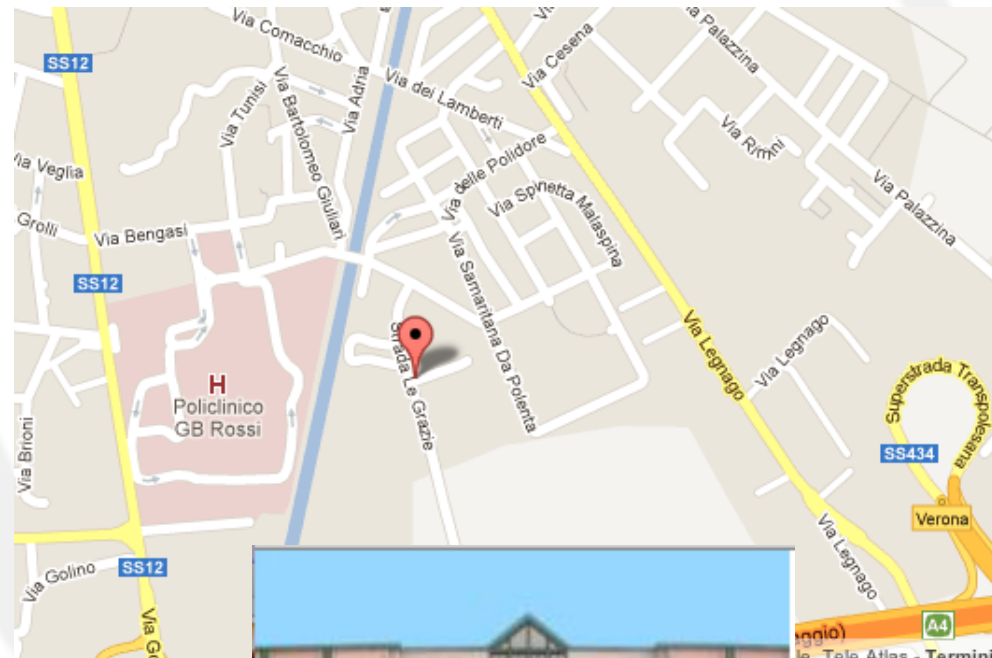 SS12
Via Comacchio
Via Cesena
Via Palazzina
Via Tunisi
Via Bartolomeo Giuliari
Via Adria
Via dei Lamberti
Via Rimini
Via Veglia
Via delle Polidore
Via Spinetta Malaspina
Via Palazzina
Grolli
Via Bengasi
Via Samaritana Da Polenta
SS12
Strada Le Grazie
Via Legnago
Via Legnago
H
Policlinico
GB Rossi
Superstrada Transpolesana
SS434
Via Brioni
Verona
Via Legnago
Via Golino
SS12
A4
Tele Atlas - Termini